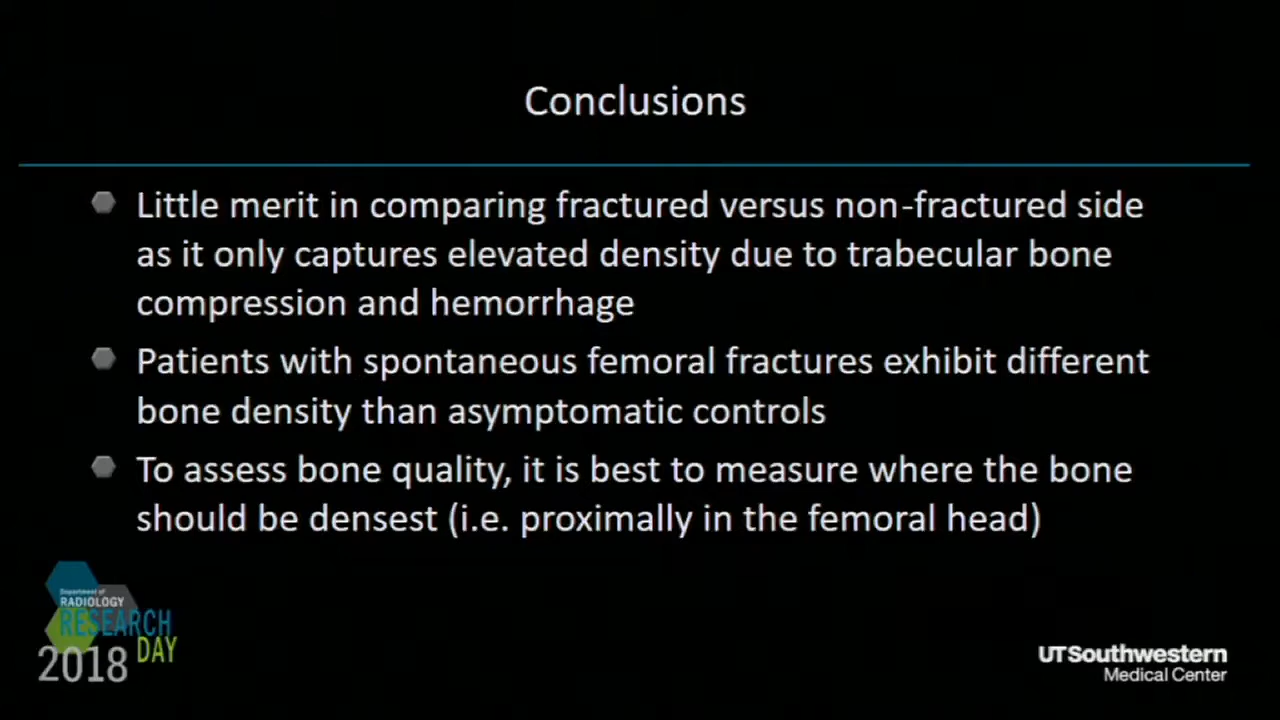 Conclusions
Little merit in comparing fractured versus non-fractured side
as it only captures elevated density due to trabecular bone
compression and hemorrhage
Patients with spontaneous femoral fractures exhibit different
bone density than asymptomatic controls
To assess bone quality, it is best to measure where the bone
should be densest (i.e. proximally in the femoral head)
Department of
RADIOLOGY
RESEARCH
DAY
2018
UTSouthwestern
Medical Center